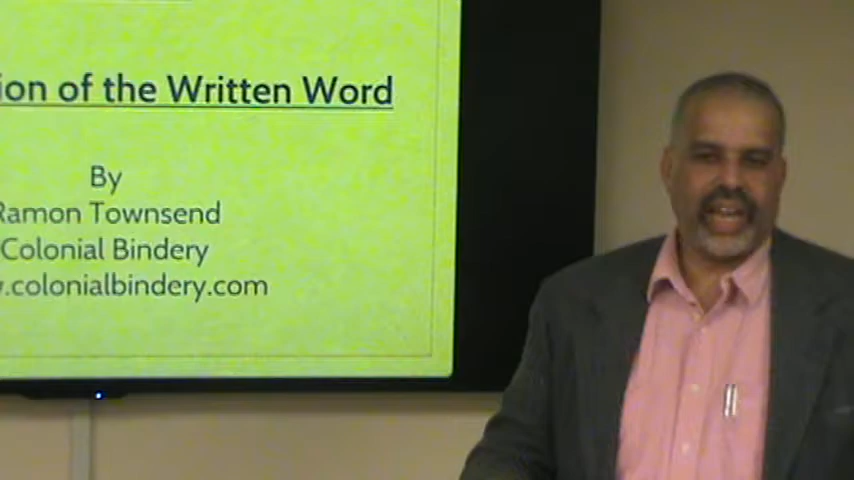 ion of the Written Word
By
Ramon Townsend
Colonial Bindery
.colonialbindery.com